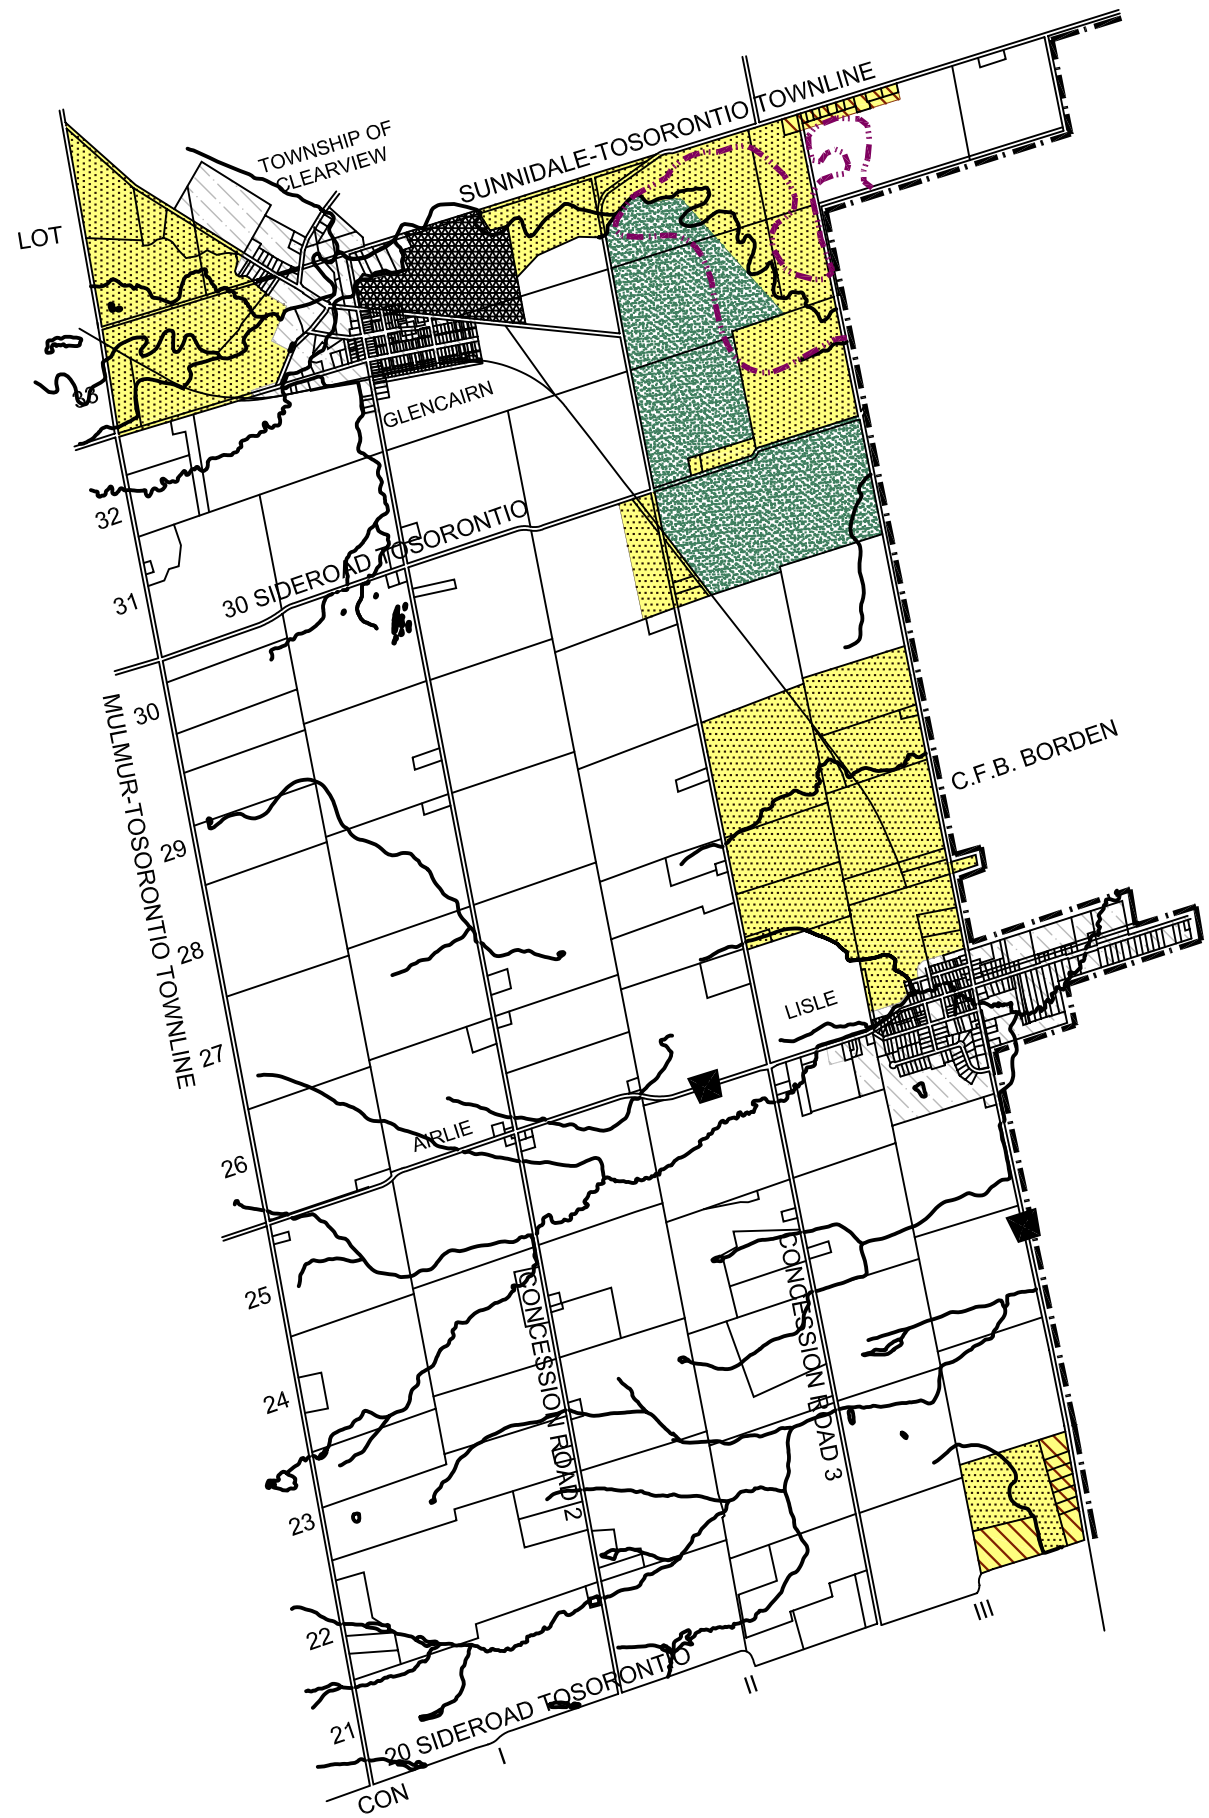 TOWNSHIP OF
CLEARVIEW
SUNNIDALE-TOSORONTIO TOWNLINE
LOT
33
GLENCAIRN
32
30 SIDEROAD TOSORONTIO
31
30
MULMUR-TOSORONTIO TOWNLINE
C.F.B. BORDEN
29
28
LISLE
27
AIRLIE
26
25
CONCESSION ROAD 2
CONCESSION ROAD 3
24
23
22
21
20 SIDEROAD TOSORONTIO
CON
I
II
III